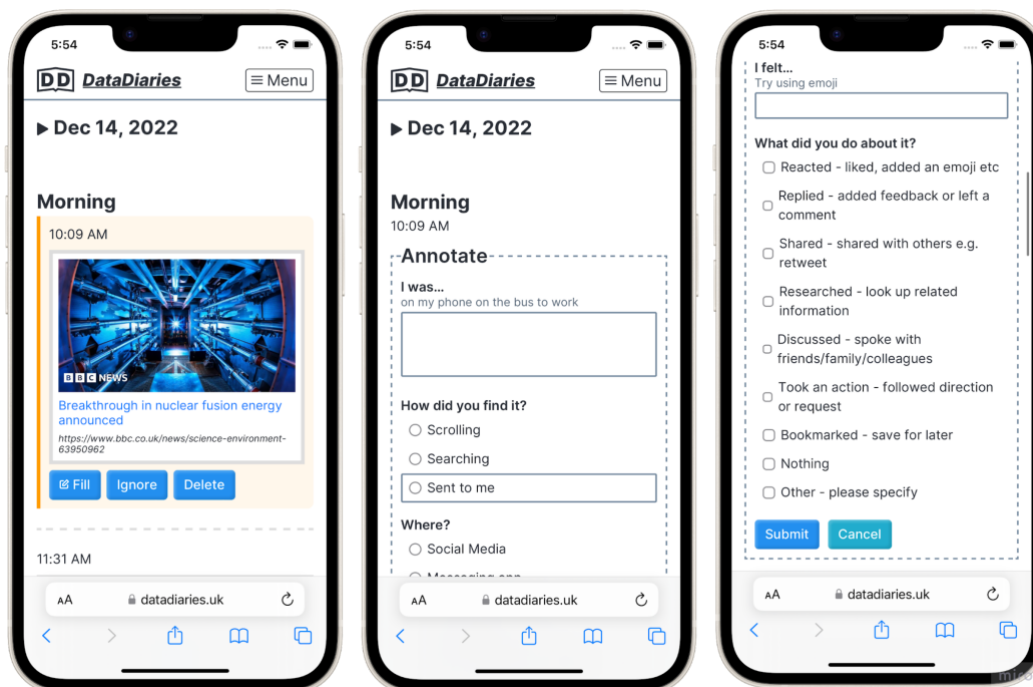 5:54
DD DataDiaries
Menu
Dec 14, 2022
Morning
10:09 AM
BBC NEWS
Breakthrough in nuclear fusion energy
announced
https://www.bbc.co.uk/news/science-environment-
63950962
Fill
Ignore
Delete
11:31 AM
AA
datadiaries.uk
5:54
DD DataDiaries
Menu
Dec 14, 2022
Morning
10:09 AM
Annotate
I was...
on my phone on the bus to work
How did you find it?
Scrolling
Searching
Sent to me
Where?
Social Media
Messaging app
AA
datadiaries.uk
5:54
I felt...
Try using emoji
What did you do about it?
Reacted - liked, added an emoji etc
Replied - added feedback or left a
comment
Shared - shared with others e.g.
retweet
Researched - look up related
information
Discussed - spoke with
friends/family/colleagues
Took an action - followed direction
or request
Bookmarked - save for later
Nothing
Other - please specify
Submit
Cancel
AA
datadiaries.uk